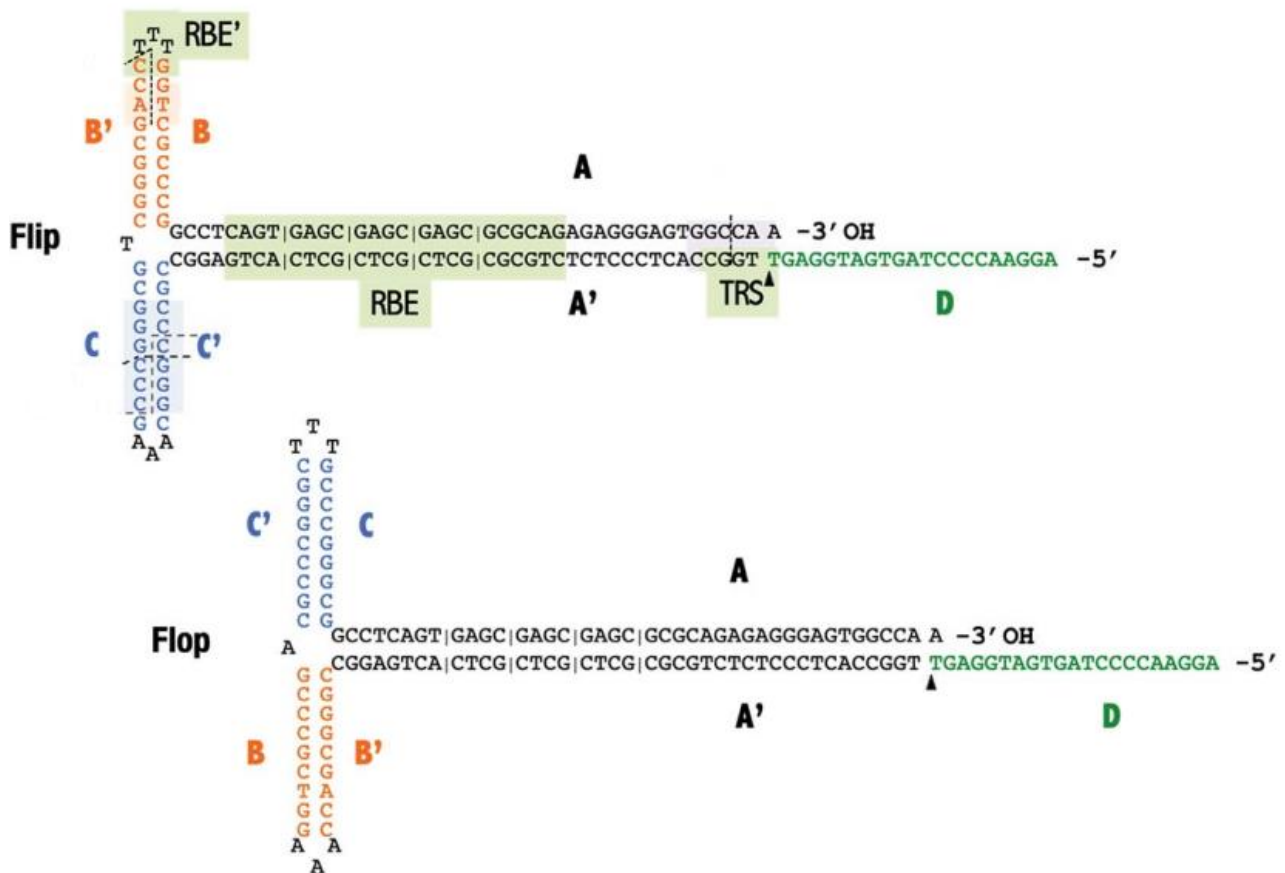 T T T RBE’
C G
C G
A T
B’ G C B
C G
G C
G C
G C
C G
A
Flip
GCCTCAGT|GAGC|GAGC|GAGC|GCGCAGAGAGGGAGTGGCCA A -3’ OH
T
CGGAGTCA|CTCG|CTCG|CTCG|CGCGTCTCTCCCTCACCGGT TGAGGTAGTGATCCCCAAGGA -5’
RBE A’ TRS D
G C
C G
G C
G C
C G C C’
C G
C G
C G
G C
A A A
T T T
C G
G C
G C
C’ G C C
C G
C G
C G
G C
C G
A
Flop
GCCTCAGT|GAGC|GAGC|GAGC|GCGCAGAGAGGGAGTGGCCA A -3’ OH
A
CGGAGTCA|CTCG|CTCG|CTCG|CGCGTCTCTCCCTCACCGGT TGAGGTAGTGATCCCCAAGGA -5’
A’ D
G C
C G
C G
C G
B G C B’
C G
T A
G C
G C
A A A